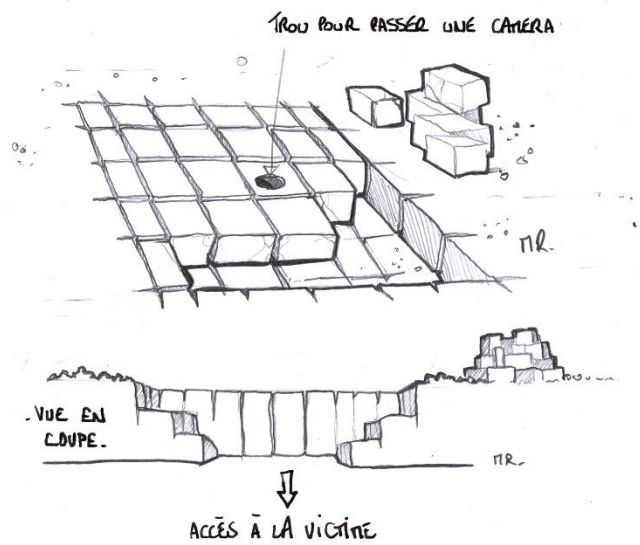 TROU POUR PASSER UNE CAMERA
MR.
- VUE EN
COUPE -
MR.
ACCÈS À LA VICTIME